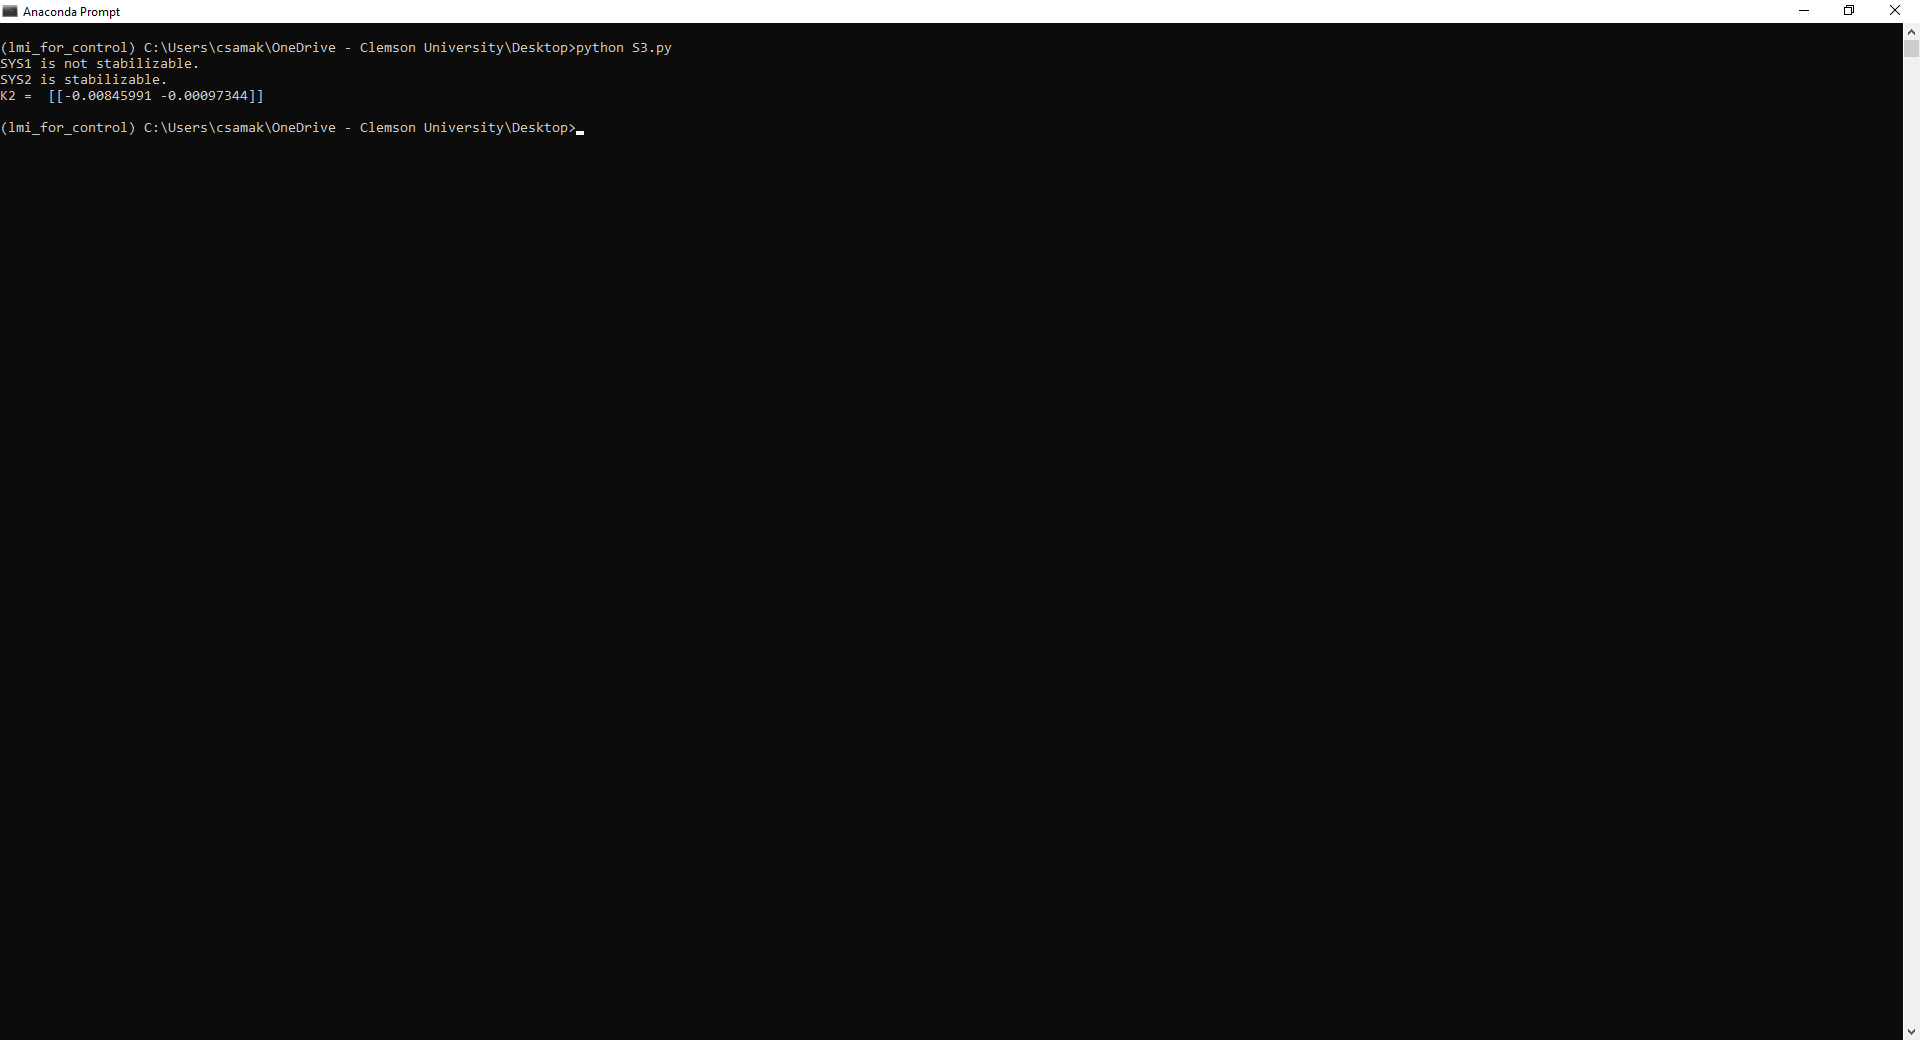 Anaconda Prompt
(lmi_for_control) C:\Users\csamak\OneDrive - Clemson University\Desktop>python S3.py
SYS1 is not stabilizable.
SYS2 is stabilizable.
K2 =  [[-0.00845991 -0.00097344]]
(lmi_for_control) C:\Users\csamak\OneDrive - Clemson University\Desktop>